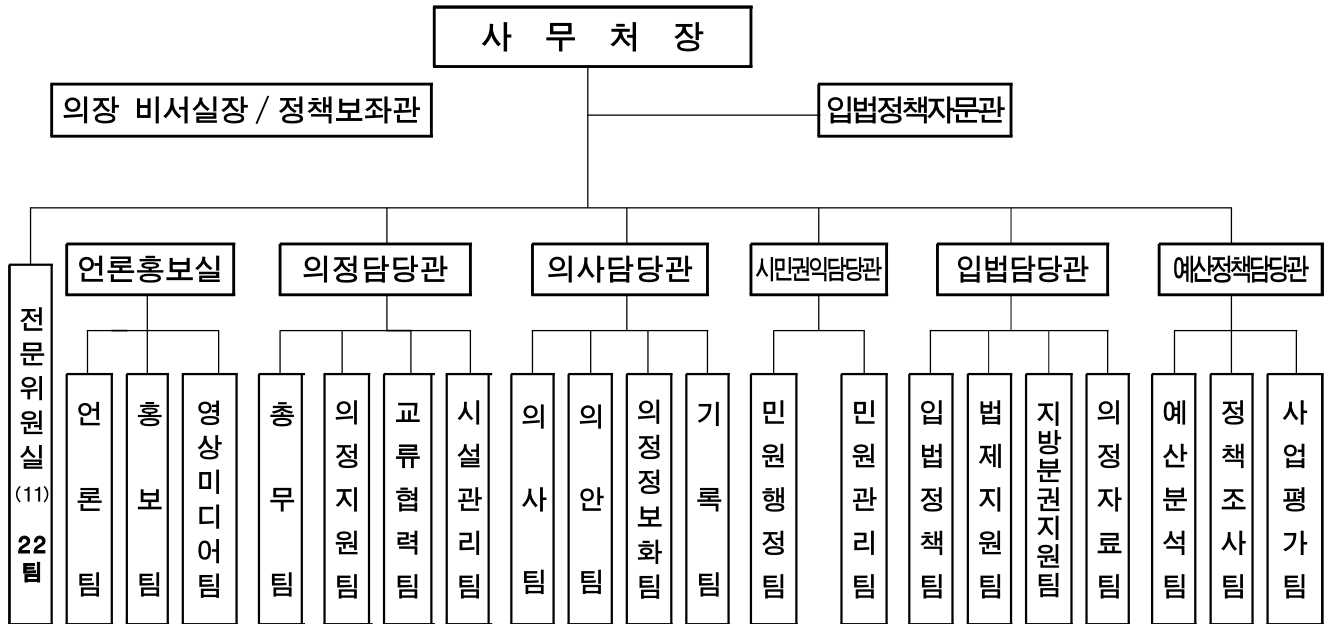 사 무 처 장
의장 비서실장 / 정책보좌관
입법정책자문관
전문위원실
(11)
22
팀
언론홍보실
의정담당관
의사담당관
시민권익담당관
입법담당관
예산정책담당관
언론팀
홍보팀
영상미디어팀
총무팀
의정지원팀
교류협력팀
시설관리팀
의사팀
의안팀
의정정보화팀
기록팀
민원행정팀
민원관리팀
입법정책팀
법제지원팀
지방분권지원팀
의정자료팀
예산분석팀
정책조사팀
사업평가팀